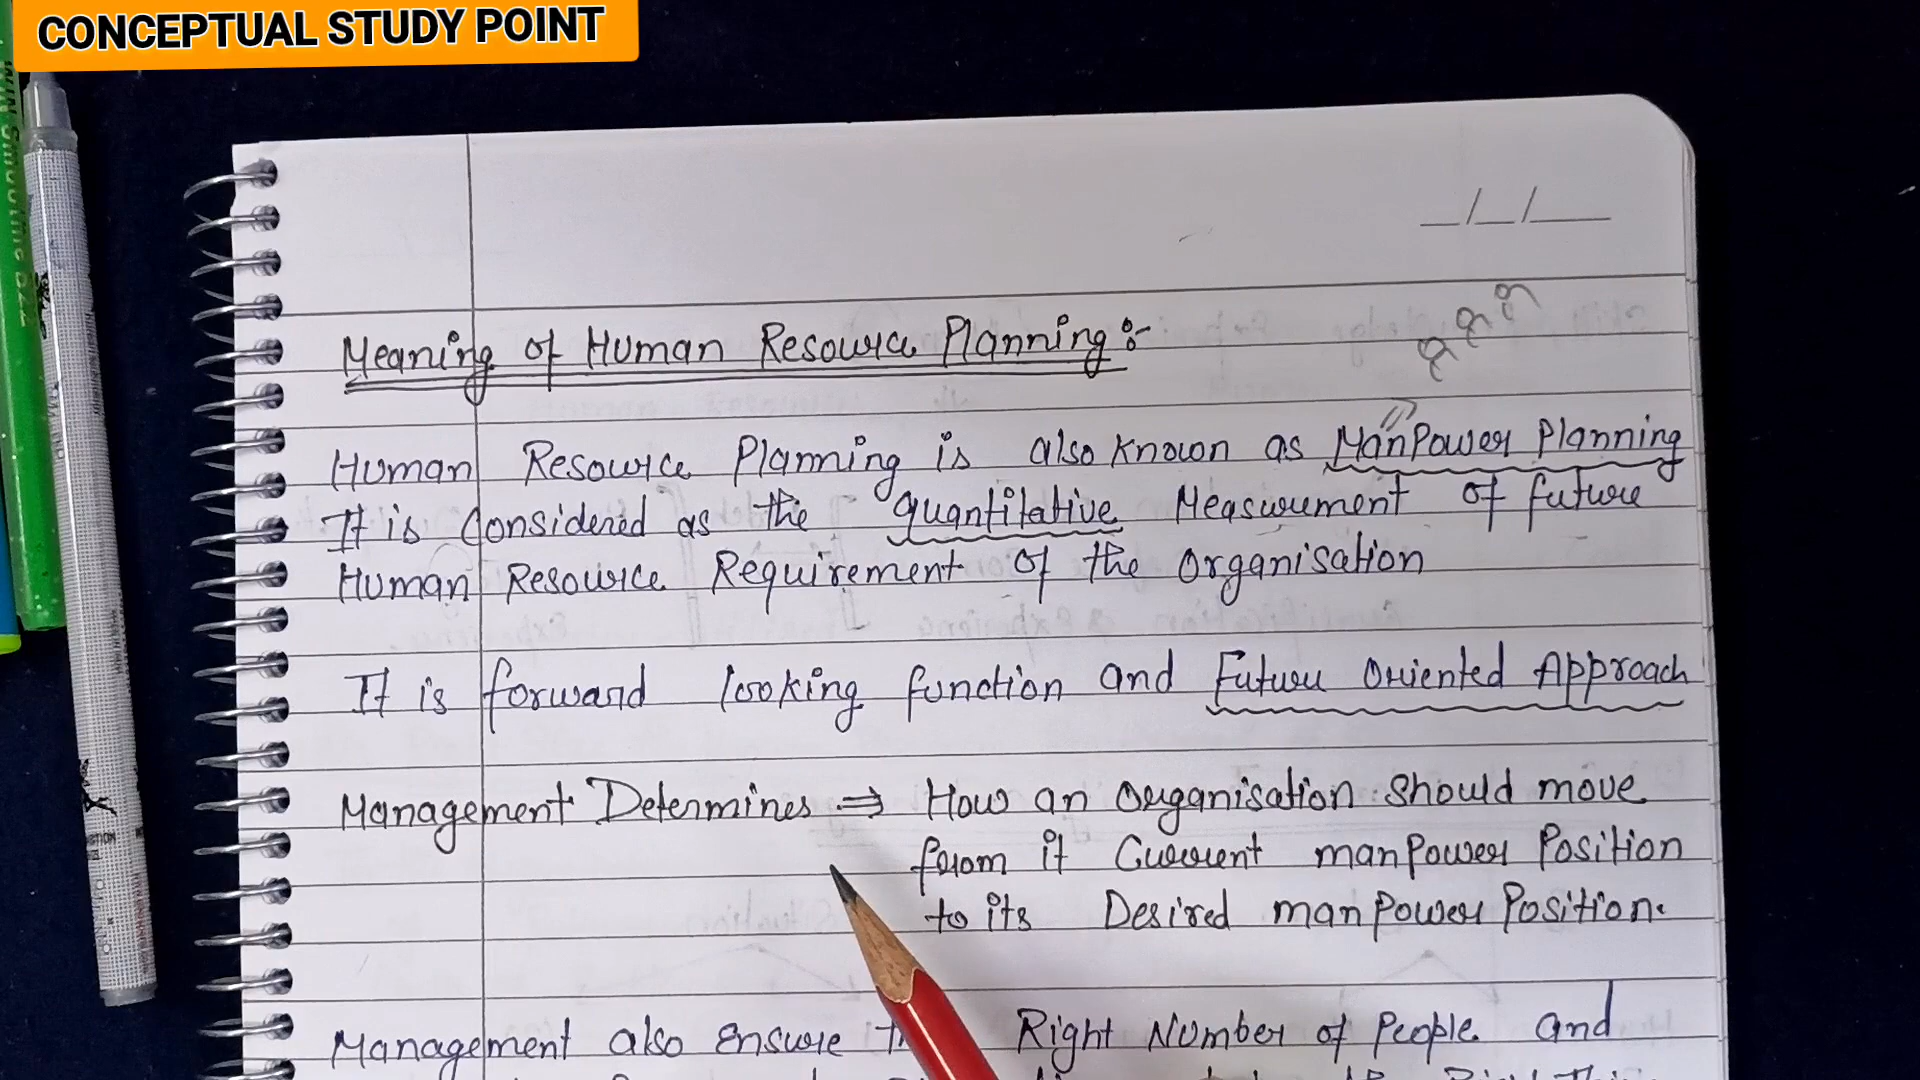 CONCEPTUAL STUDY POINT
_/_/__
Meaning of Human Resource Planning:-
Human Resource Planning is also known as ManPower Planning
It is Considered as the quantitative Measurement of future
Human Resource Requirement of the Organisation
It is forward looking function and Future Oriented Approach
Management Determines ⇒ How an Organisation Should move
from it Current manpower Position
to its Desired manpower Position.
Management also Ensure Right Number of People and